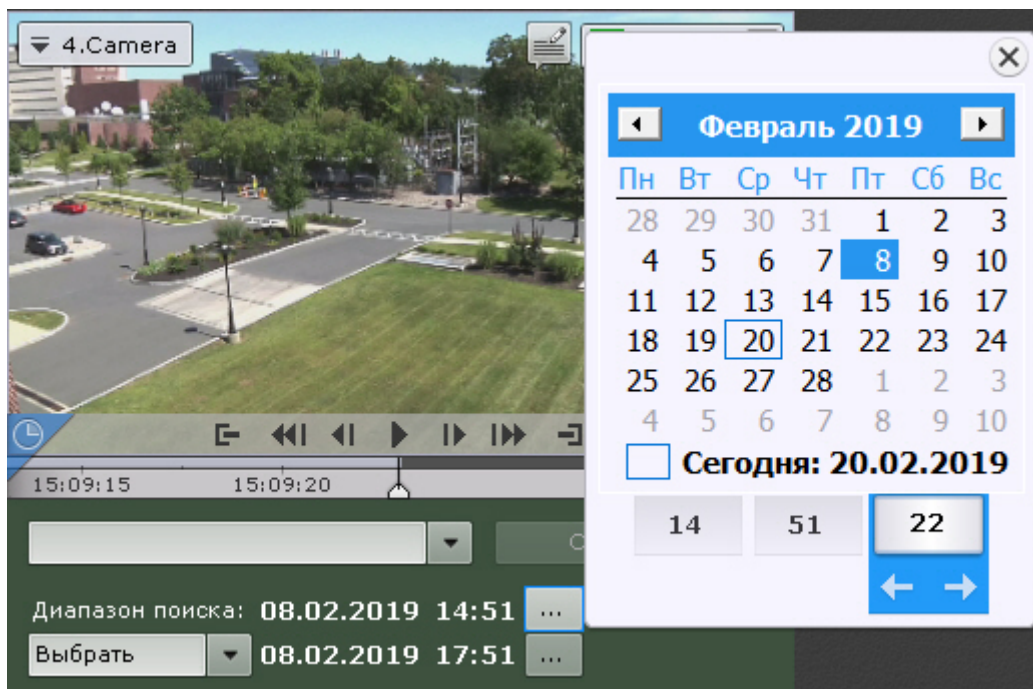 4.Camera
Февраль 2019
Пн Вт Ср Чт Пт Сб Вс
28 29 30 31 1 2 3
4 5 6 7 8 9 10
11 12 13 14 15 16 17
18 19 20 21 22 23 24
25 26 27 28 1 2 3
4 5 6 7 8 9 10
Сегодня: 20.02.2019
14 51 22
15:09:15 15:09:20
Диапазон поиска: 08.02.2019 14:51 ...
Выбрать 08.02.2019 17:51 ...